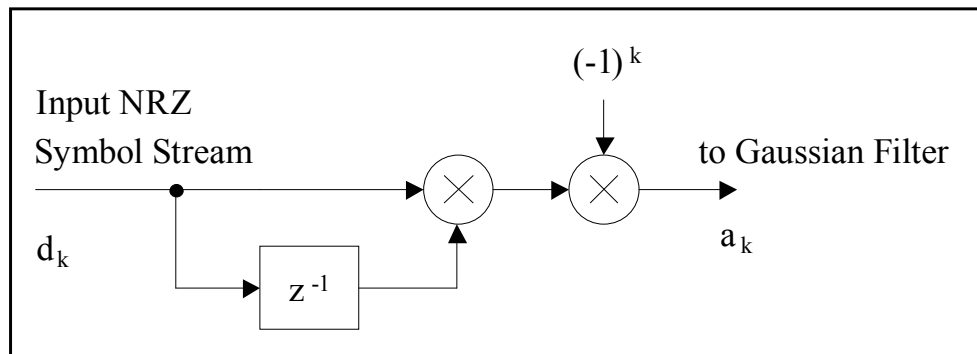 (-1) k
Input NRZ
Symbol Stream
to Gaussian Filter
d k
a k
z -1